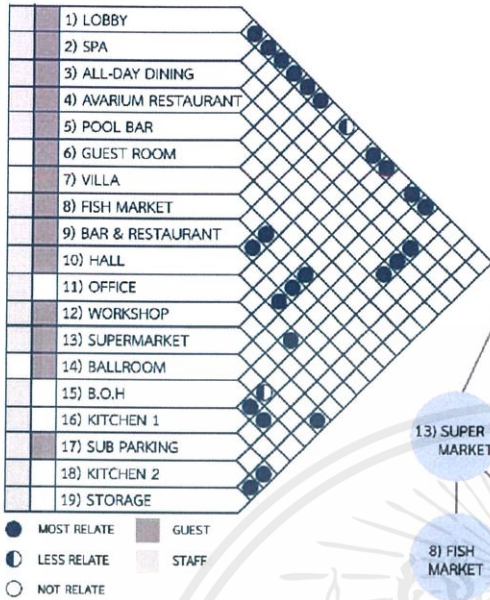 1) LOBBY
2) SPA
3) ALL-DAY DINING
4) AVARIUM RESTAURANT
5) POOL BAR
6) GUEST ROOM
7) VILLA
8) FISH MARKET
9) BAR & RESTAURANT
10) HALL
11) OFFICE
12) WORKSHOP
13) SUPERMARKET
14) BALLROOM
15) B.O.H
16) KITCHEN 1
17) SUB PARKING
18) KITCHEN 2
19) STORAGE
MOST RELATE
GUEST
LESS RELATE
STAFF
NOT RELATE
13) SUPER
MARKET
8) FISH
MARKET